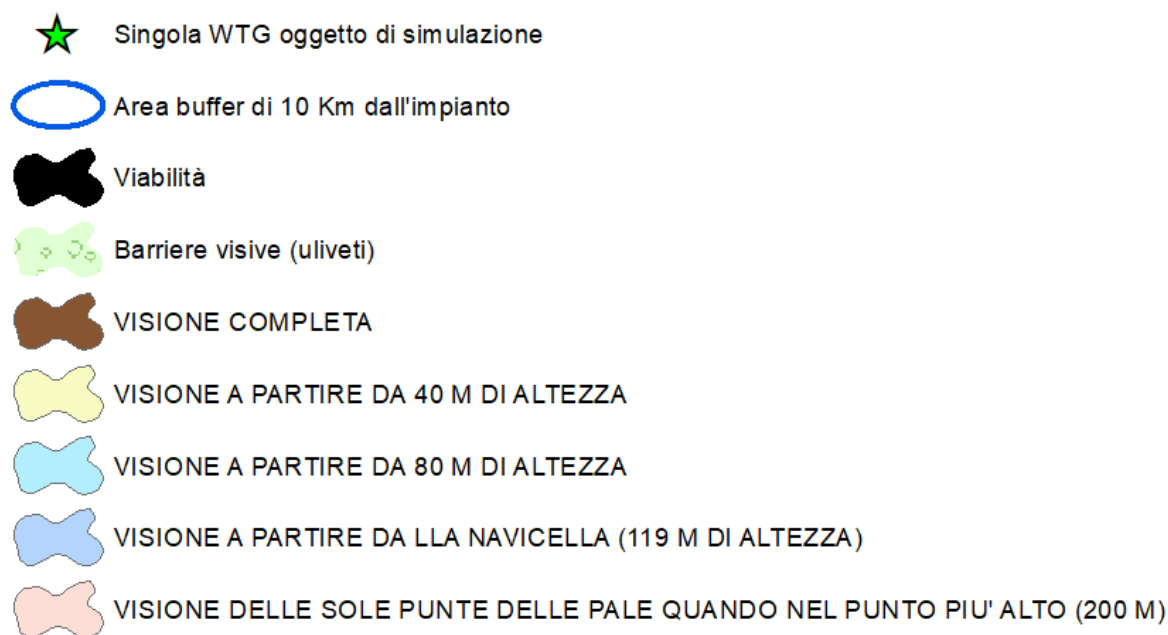 Singola WTG oggetto di simulazione
Area buffer di 10 Km dall'impianto
Viabilità
Barriere visive (uliveti)
VISIONE COMPLETA
VISIONE A PARTIRE DA 40 M DI ALTEZZA
VISIONE A PARTIRE DA 80 M DI ALTEZZA
VISIONE A PARTIRE DA LLA NAVICELLA (119 M DI ALTEZZA)
VISIONE DELLE SOLE PUNTE DELLE PALE QUANDO NEL PUNTO PIU' ALTO (200 M)